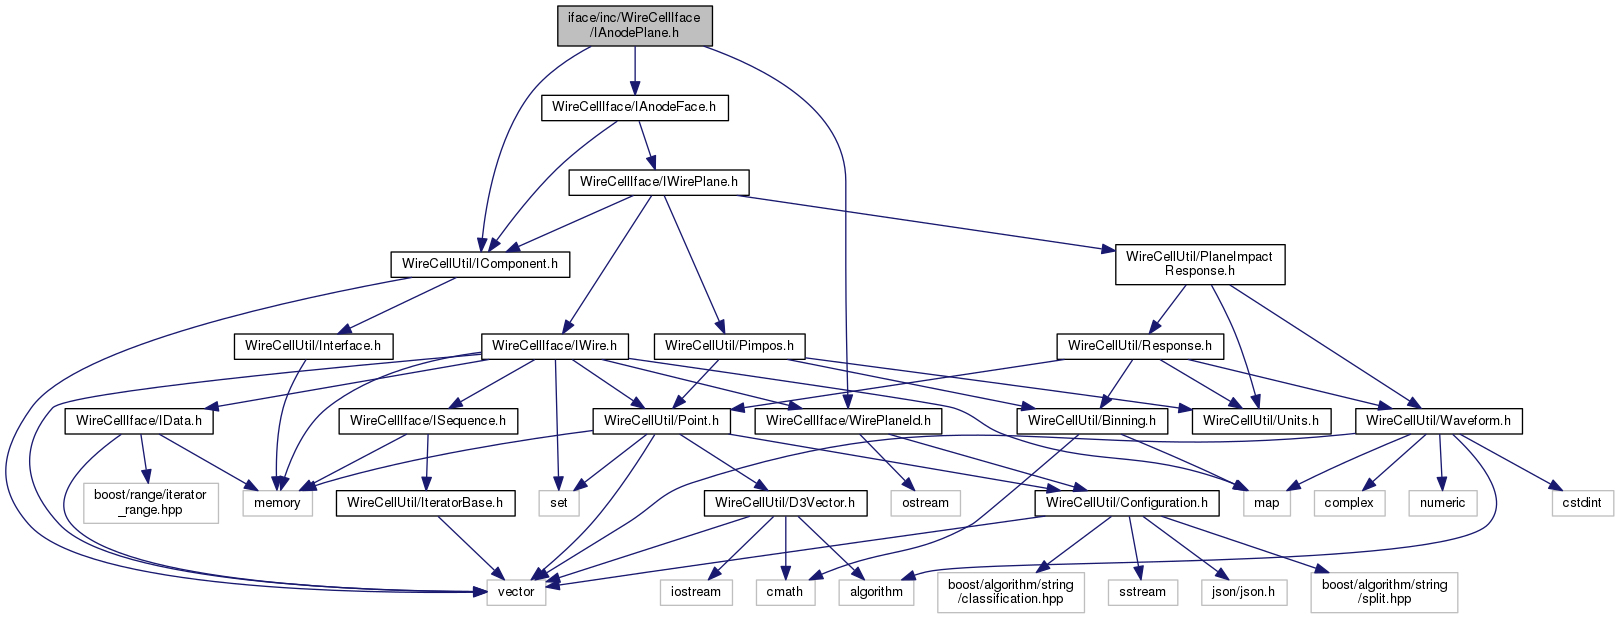 iface/inc/WireCellIface
/IAnodePlane.h
WireCellIface/IAnodeFace.h
WireCellIface/IWirePlane.h
WireCellUtil/IComponent.h
WireCellUtil/PlaneImpact
Response.h
WireCellUtil/Interface.h
WireCellIface/IWire.h
WireCellUtil/Pimpos.h
WireCellUtil/Response.h
WireCellIface/IData.h
WireCellIface/ISequence.h
WireCellUtil/Point.h
WireCellIface/WirePlaneId.h
WireCellUtil/Binning.h
WireCellUtil/Units.h
WireCellUtil/Waveform.h
boost/range/iterator
_range.hpp
memory
WireCellUtil/IteratorBase.h
set
WireCellUtil/D3Vector.h
ostream
WireCellUtil/Configuration.h
map
complex
numeric
cstdint
vector
iostream
cmath
algorithm
boost/algorithm/string
/classification.hpp
sstream
json/json.h
boost/algorithm/string
/split.hpp